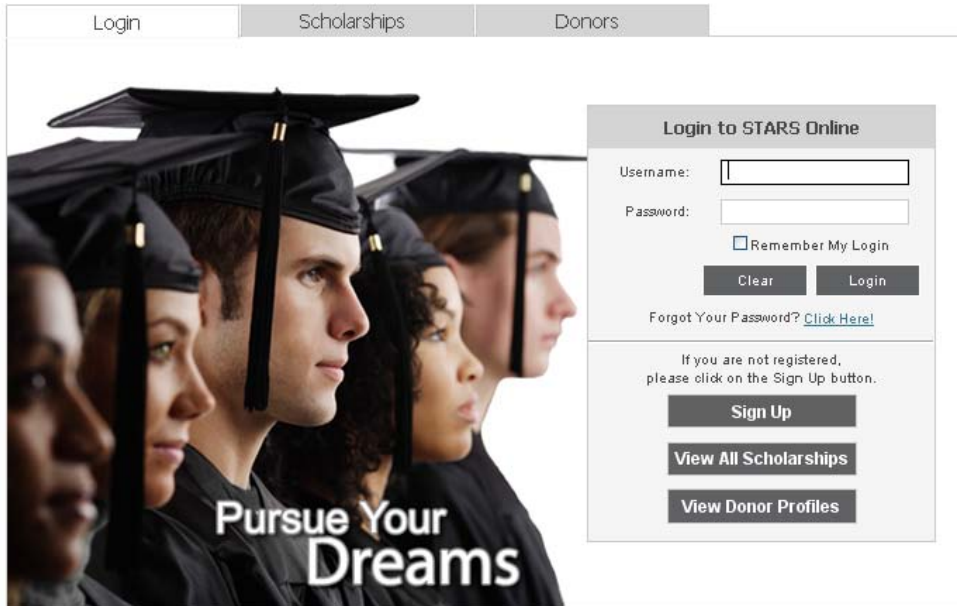 Login
Scholarships
Donors
Login to STARS Online
Username:
Password:
Remember My Login
Clear
Login
Forgot Your Password? Click Here!
If you are not registered,
please click on the Sign Up button.
Sign Up
View All Scholarships
View Donor Profiles
Pursue Your
Dreams